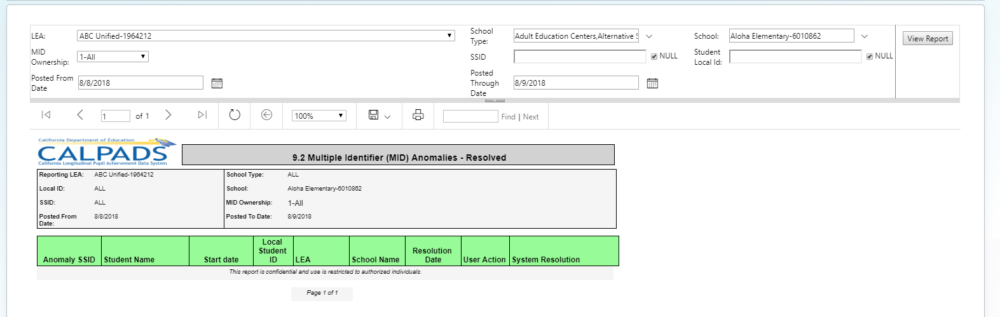 LEA: ABC Unified-1964212 School Type: Adult Education Centers,Alternative School: Aloha Elementary-6010862 View Report
MID Ownership: 1-All SSID NULL Student Local Id: NULL
Posted From Date 8/8/2018 Posted Through Date 8/9/2018
1 of 1 100% Find | Next
California Department of Education
CALPADS
California Longitudinal Pupil Achievement Data System
9.2 Multiple Identifier (MID) Anomalies - Resolved
Reporting LEA: ABC Unified-1964212 School Type: ALL
Local ID: ALL School: Aloha Elementary-6010862
SSID: ALL MID Ownership: 1-All
Posted From Date: 8/8/2018 Posted To Date: 8/9/2018
Anomaly SSID Student Name Start date Local Student ID LEA School Name Resolution Date User Action System Resolution
This report is confidential and use is restricted to authorized individuals.
Page 1 of 1